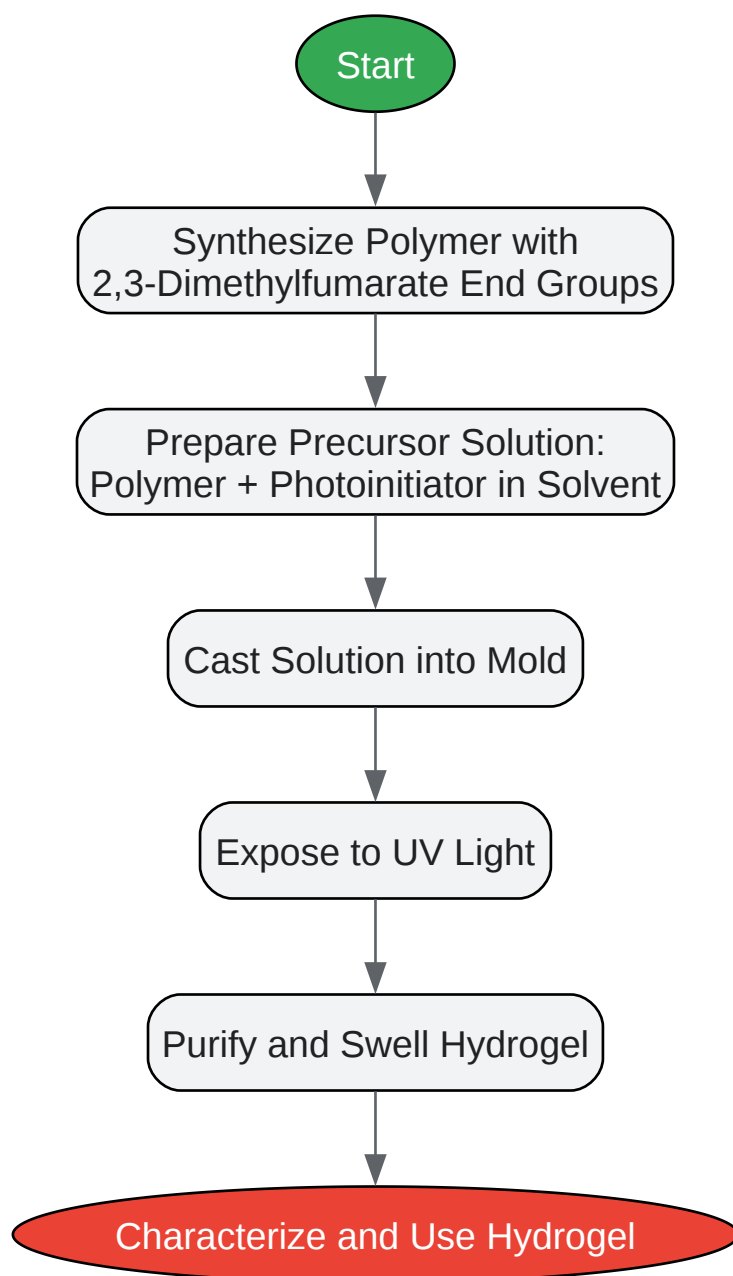 Start
Synthesize Polymer with
2,3-Dimethylfumarate End Groups
Prepare Precursor Solution:
Polymer + Photoinitiator in Solvent
Cast Solution into Mold
Expose to UV Light
Purify and Swell Hydrogel
Characterize and Use Hydrogel